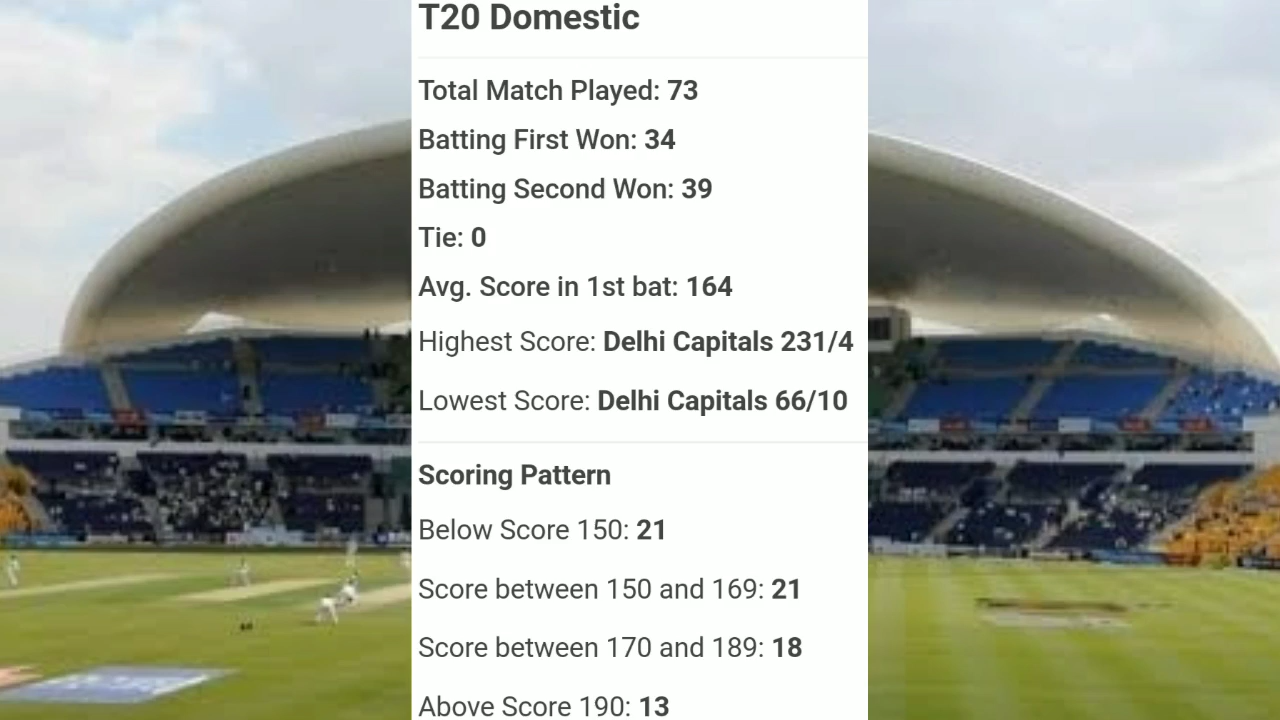 T20 Domestic
Total Match Played: 73
Batting First Won: 34
Batting Second Won: 39
Tie: 0
Avg. Score in 1st bat: 164
Highest Score: Delhi Capitals 231/4
Lowest Score: Delhi Capitals 66/10
Scoring Pattern
Below Score 150: 21
Score between 150 and 169: 21
Score between 170 and 189: 18
Above Score 190: 13